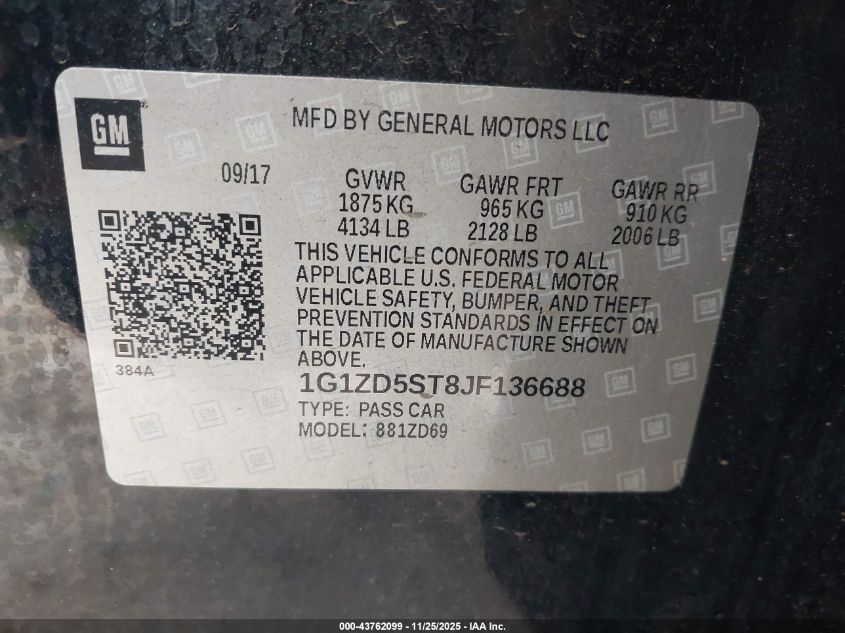 GM
MFD BY GENERAL MOTORS LLC
09/17
GVWR
1875 KG
4134 LB
GAWR FRT
965 KG
2128 LB
GAWR RR
910 KG
2006 LB
THIS VEHICLE CONFORMS TO ALL
APPLICABLE U.S. FEDERAL MOTOR
VEHICLE SAFETY, BUMPER, AND THEFT
PREVENTION STANDARDS IN EFFECT ON
THE DATE OF MANUFACTURE SHOWN
ABOVE.
384A
1G1ZD5ST8JF136688
TYPE: PASS CAR
MODEL: 881ZD69
000-43762099 - 11/25/2025 - IAA Inc.